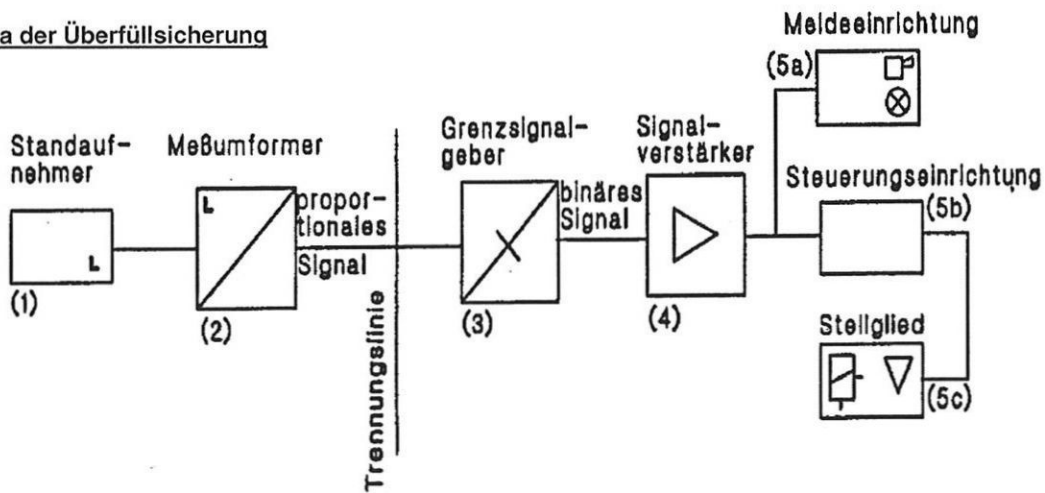 a der Überfüllsicherung
Meldeeinrichtung
(5a)
Standauf-
nehmer
L
(1)
Meßumformer
L
(2)
propor-
tionales
Signal
Trennungslinie
Grenzsignal-
geber
(3)
binäres
Signal
Signal-
verstärker
(4)
Steuerungseinrichtung
(5b)
Stellglied
(5c)